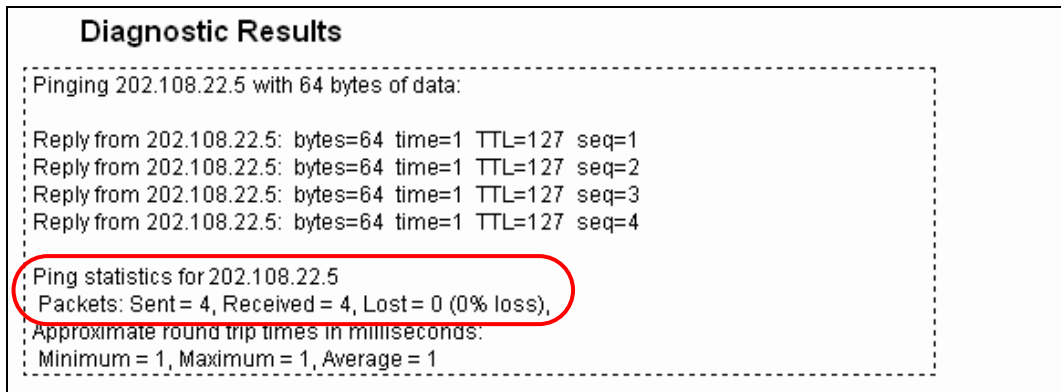 Diagnostic Results
Pinging 202.108.22.5 with 64 bytes of data:
Reply from 202.108.22.5: bytes=64 time=1 TTL=127 seq=1
Reply from 202.108.22.5: bytes=64 time=1 TTL=127 seq=2
Reply from 202.108.22.5: bytes=64 time=1 TTL=127 seq=3
Reply from 202.108.22.5: bytes=64 time=1 TTL=127 seq=4
Ping statistics for 202.108.22.5
Packets: Sent = 4, Received = 4, Lost = 0 (0% loss),
Approximate round trip times in milliseconds:
Minimum = 1, Maximum = 1, Average = 1